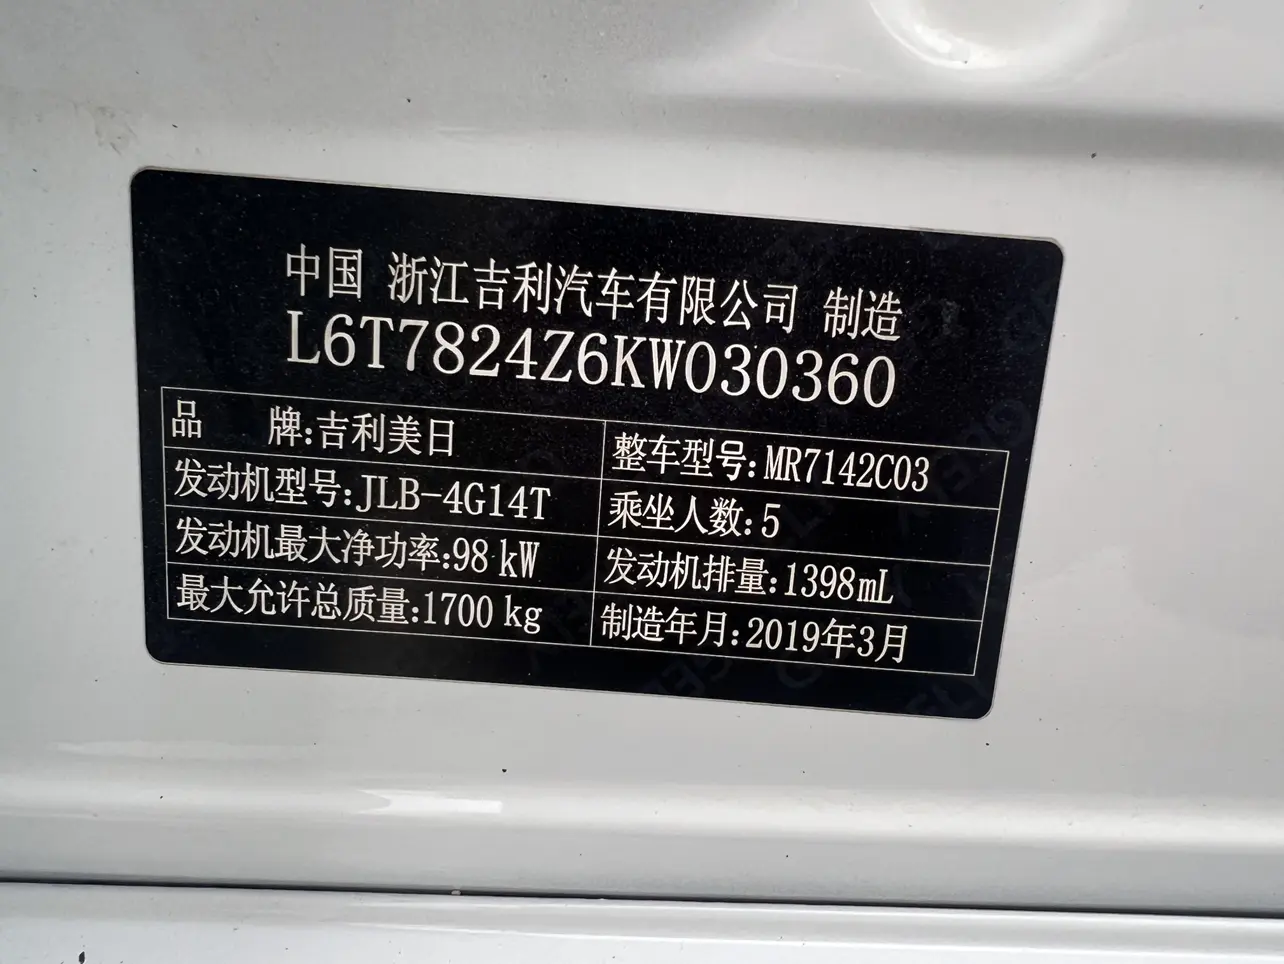 中国 浙江吉利汽车有限公司 制造
L6T7824Z6KW030360
品 牌:吉利美日 整车型号:MR7142C03
发动机型号:JLB-4G14T 乘坐人数:5
发动机最大净功率:98 kW 发动机排量:1398mL
最大允许总质量:1700 kg 制造年月:2019年3月